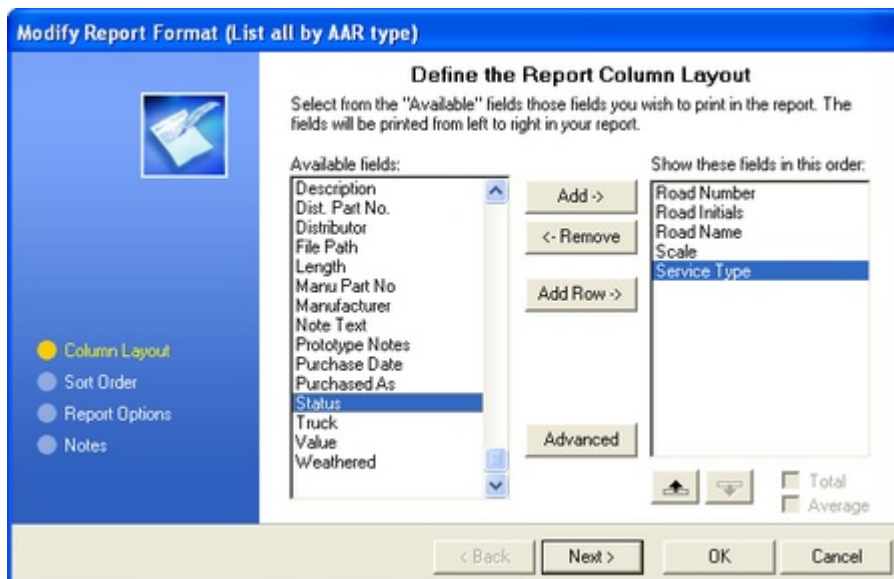 Modify Report Format (List all by AAR type)
Define the Report Column Layout
Select from the "Available" fields those fields you wish to print in the report. The
fields will be printed from left to right in your report.
Available fields:
Description
Dist. Part No.
Distributor
File Path
Length
Manu Part No
Manufacturer
Note Text
Prototype Notes
Purchase Date
Purchased As
Status
Truck
Value
Weathered
Add ->
<- Remove
Add Row ->
Advanced
Show these fields in this order:
Road Number
Road Initials
Road Name
Scale
Service Type
Total
Average
Column Layout
Sort Order
Report Options
Notes
< Back
Next >
OK
Cancel